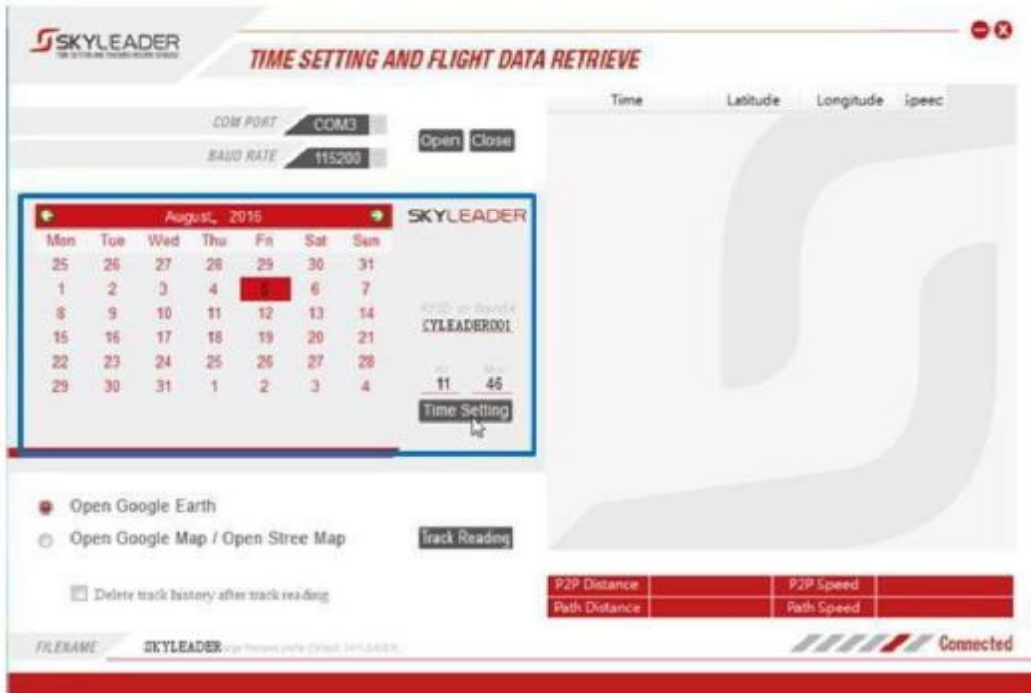 SKYLEADER
TIME SETTING AND FLIGHT DATA RETRIEVE
COM PORT COM3
BAUD RATE 115200
Open Close
Time Latitude Longitude Speec
August, 2016
Mon Tue Wed Thu Fri Sat Sun
25 26 27 28 29 30 31
1 2 3 4 5 6 7
8 9 10 11 12 13 14
15 16 17 18 19 20 21
22 23 24 25 26 27 28
29 30 31 1 2 3 4
SKYLEADER
CYLEADER001
11 46
Time Setting
Open Google Earth
Open Google Map / Open Stree Map
Track Reading
Delete track history after track reading
P2P Distance P2P Speed
Path Distance Path Speed
FILENAME SKYLEADER
Connected